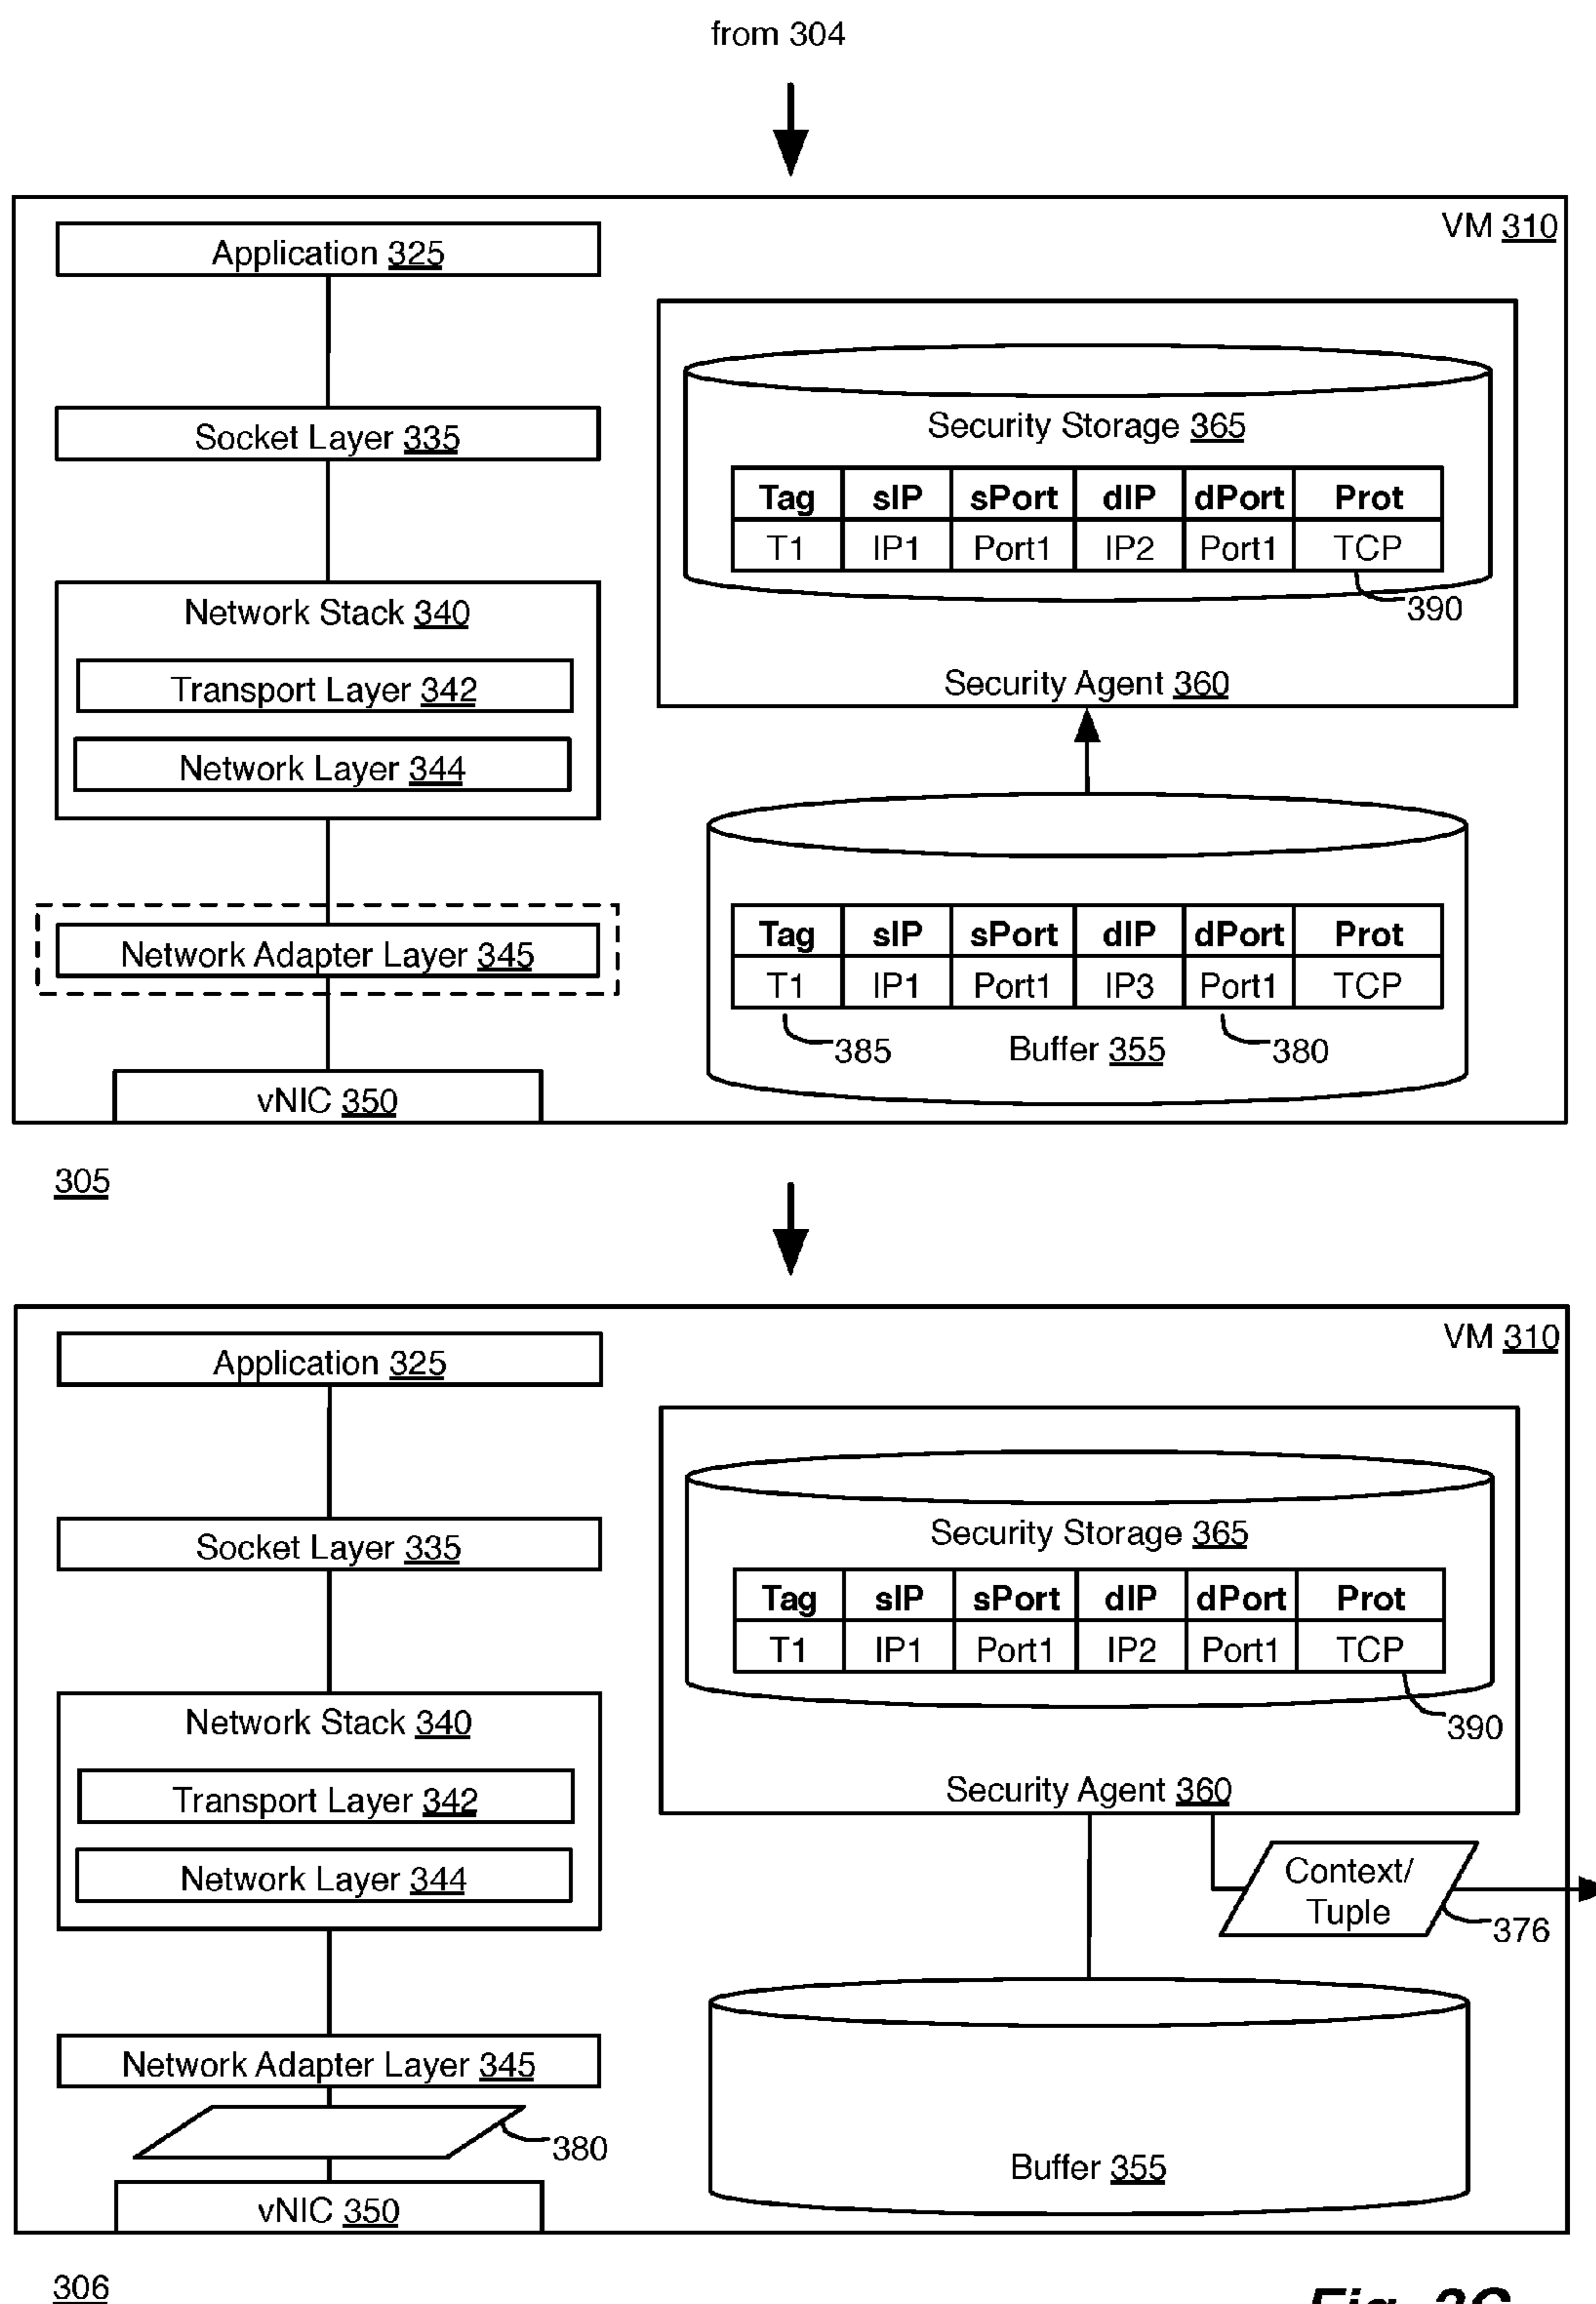 from 304
VM 310
Application 325
Socket Layer 335
Network Stack 340
Transport Layer 342
Network Layer 344
Network Adapter Layer 345
vNIC 350
Security Storage 365
Tag sIP sPort dIP dPort Prot
T1 IP1 Port1 IP2 Port1 TCP
390
Security Agent 360
Tag sIP sPort dIP dPort Prot
T1 IP1 Port1 IP3 Port1 TCP
385
Buffer 355
380
305
VM 310
Application 325
Socket Layer 335
Network Stack 340
Transport Layer 342
Network Layer 344
Network Adapter Layer 345
380
vNIC 350
Security Storage 365
Tag sIP sPort dIP dPort Prot
T1 IP1 Port1 IP2 Port1 TCP
390
Security Agent 360
Context/
Tuple
376
Buffer 355
306
Fig. 3C